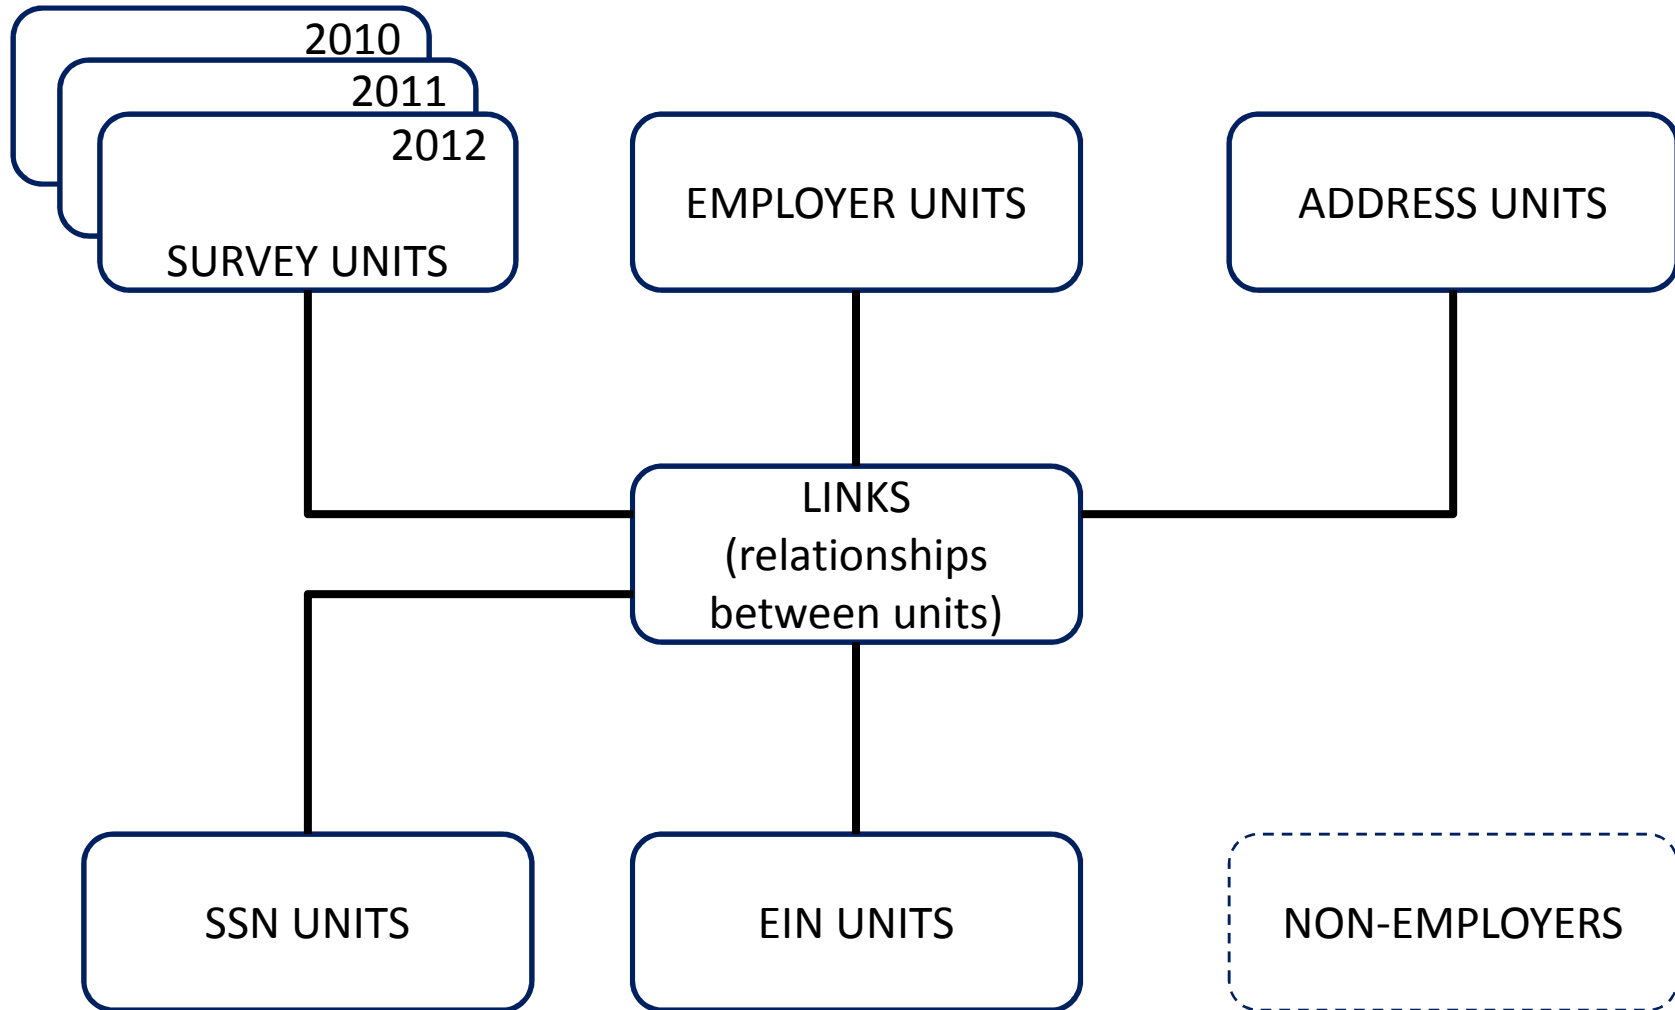 2010
2011
2012
SURVEY UNITS
EMPLOYER UNITS
ADDRESS UNITS
LINKS
(relationships
between units)
SSN UNITS
EIN UNITS
NON-EMPLOYERS